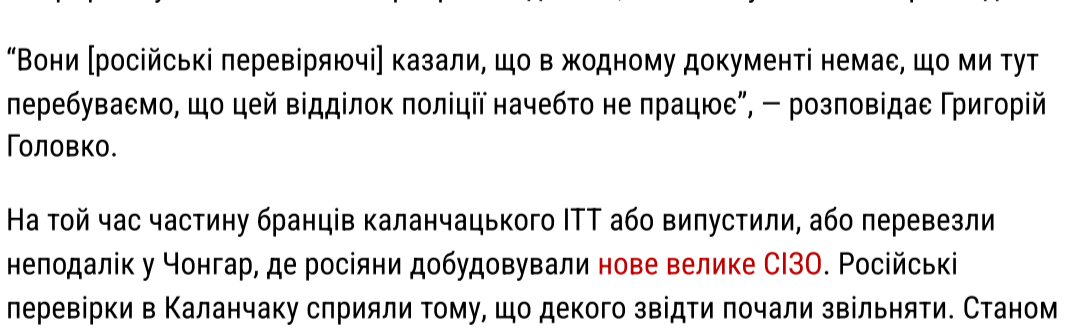 “Вони [російські перевіряючі] казали, що в жодному документі немає, що ми тут
перебуваємо, що цей відділок поліції начебто не працює”, — розповідає Григорій
Головко.
На той час частину бранців каланчацького ІТТ або випустили, або перевезли
неподалік у Чонгар, де росіяни добудовували нове велике СІЗО. Російські
перевірки в Каланчаку сприяли тому, що декого звідти почали звільняти. Станом